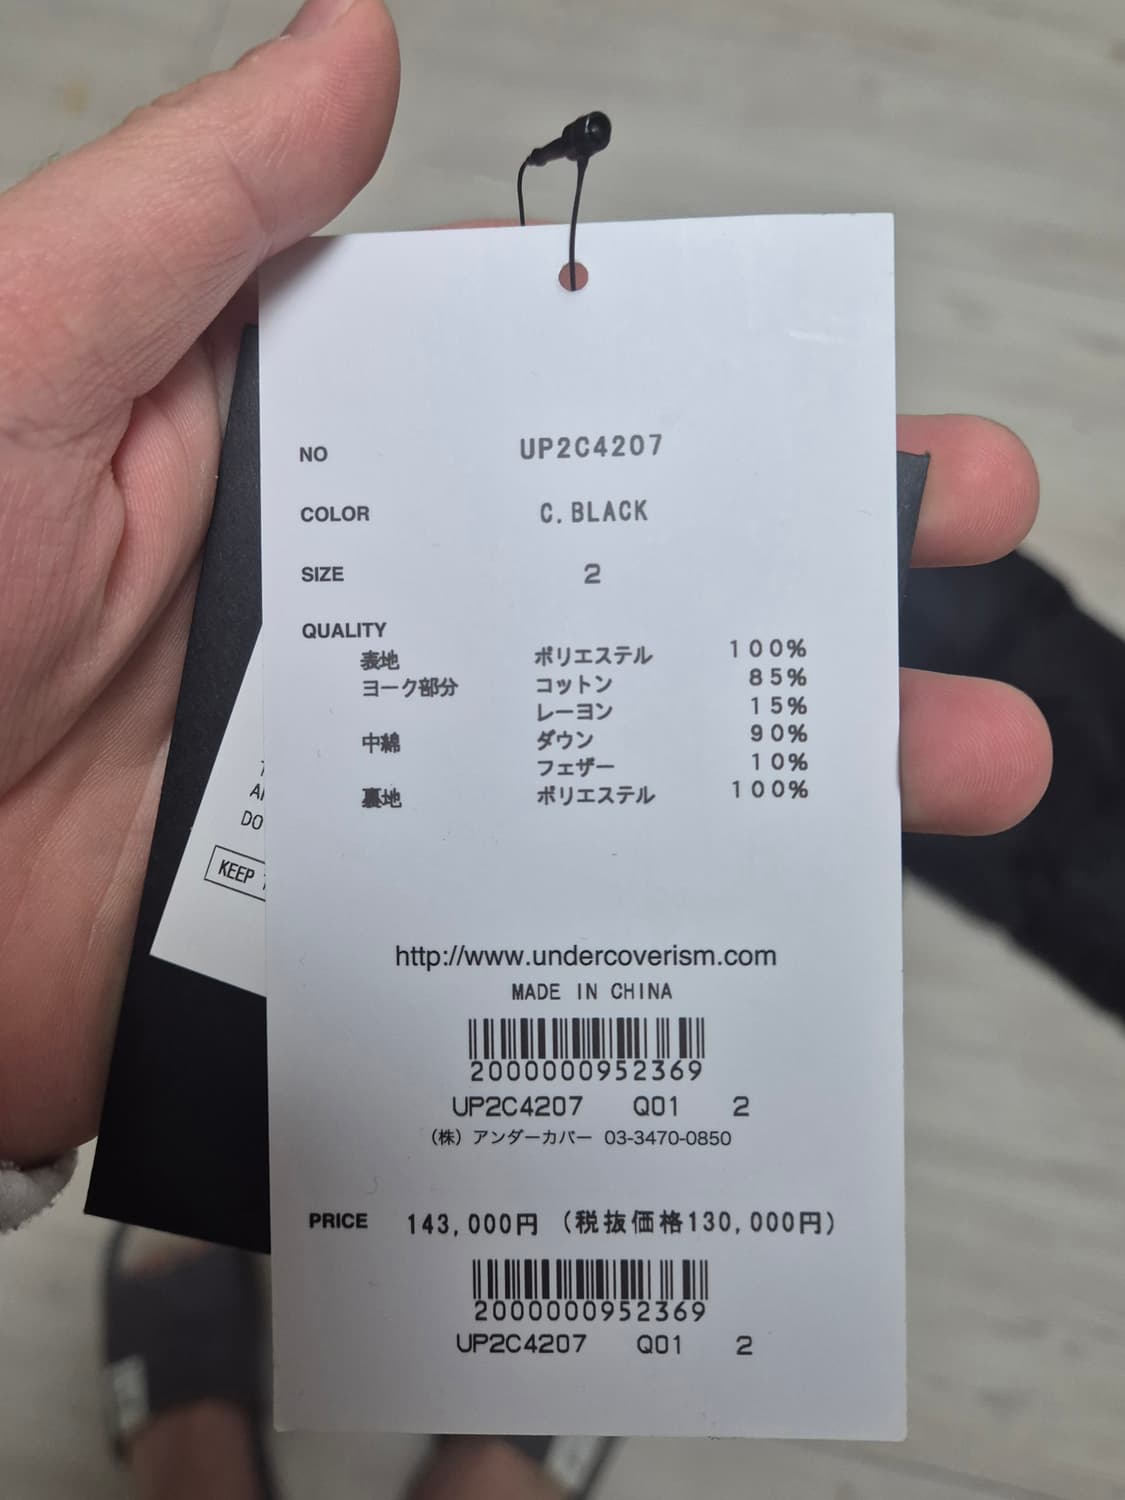 NO UP2C4207
COLOR C.BLACK
SIZE 2
QUALITY
表地 ポリエステル 100%
ヨーク部分 コットン 85%
レーヨン 15%
中綿 ダウン 90%
フェザー 10%
裏地 ポリエステル 100%
DO
KEEP
http://www.undercoverism.com
MADE IN CHINA
2000000952369
UP2C4207 Q01 2
(株) アンダーカバー 03-3470-0850
PRICE 143,000円 (税抜価格130,000円)
2000000952369
UP2C4207 Q01 2